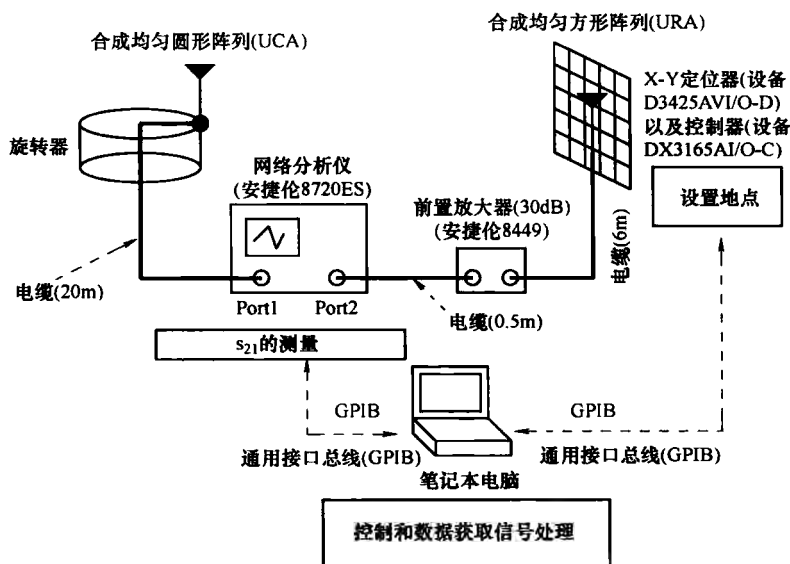 合成均匀圆形阵列(UCA)
合成均匀方形阵列(URA)
X-Y定位器(设备
D3425AVI/O-D)
以及控制器(设备
DX3165AI/O-C)
旋转器
网络分析仪
(安捷伦8720ES)
前置放大器(30dB)
(安捷伦8449)
设置地点
电缆(6m)
电缆(20m)
Port1
Port2
电缆(0.5m)
s21的测量
GPIB
GPIB
通用接口总线(GPIB)
通用接口总线(GPIB)
笔记本电脑
控制和数据获取信号处理